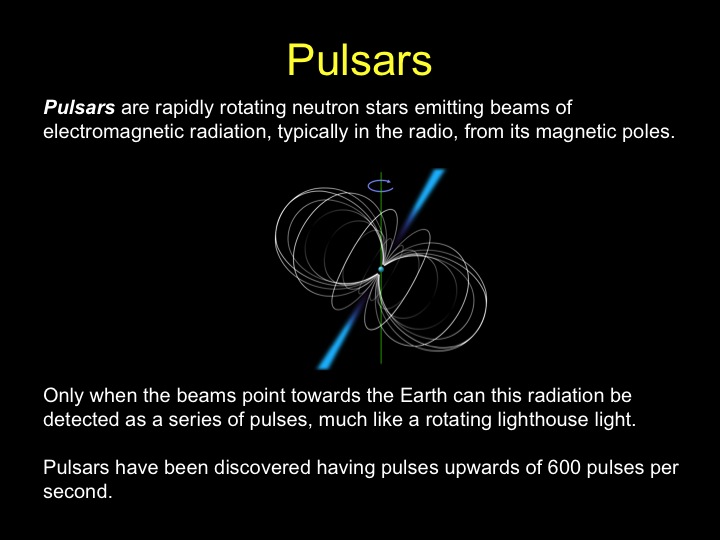 Pulsars
Pulsars are rapidly rotating neutron stars emitting beams of
electromagnetic radiation, typically in the radio, from its magnetic poles.
Only when the beams point towards the Earth can this radiation be
detected as a series of pulses, much like a rotating lighthouse light.
Pulsars have been discovered having pulses upwards of 600 pulses per
second.